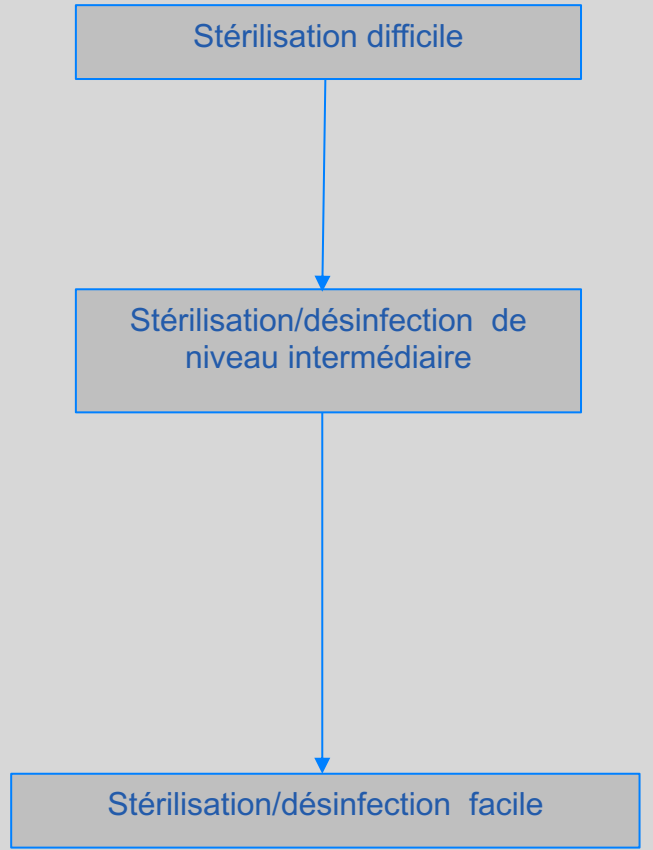 Stérilisation difficile
Stérilisation/désinfection de
niveau intermédiaire
Stérilisation/désinfection facile